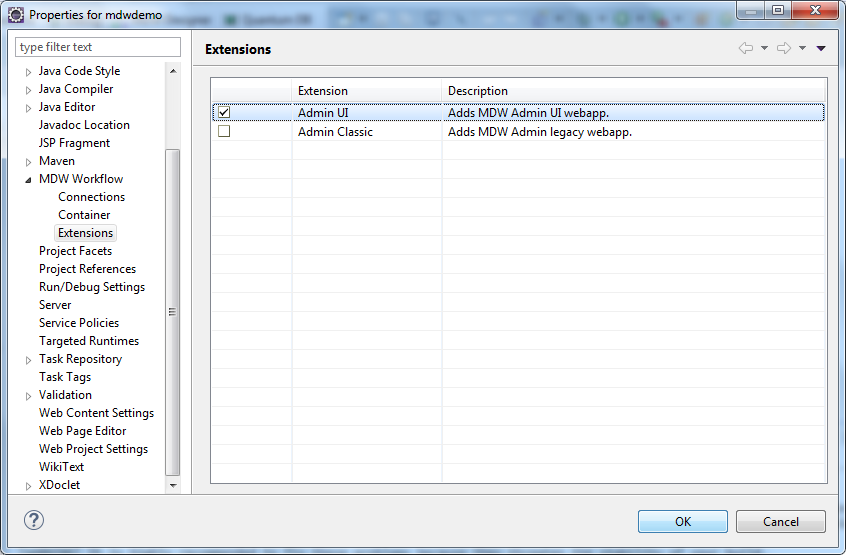 Properties for mdwdemo
type filter text
Extensions
Java Code Style
Java Compiler
Java Editor
Javadoc Location
JSP Fragment
Maven
MDW Workflow
Connections
Container
Extensions
Project Facets
Project References
Run/Debug Settings
Server
Service Policies
Targeted Runtimes
Task Repository
Task Tags
Validation
Web Content Settings
Web Page Editor
Web Project Settings
WikiText
XDoclet
Extension Description
Admin UI Adds MDW Admin UI webapp.
Admin Classic Adds MDW Admin legacy webapp.
OK Cancel